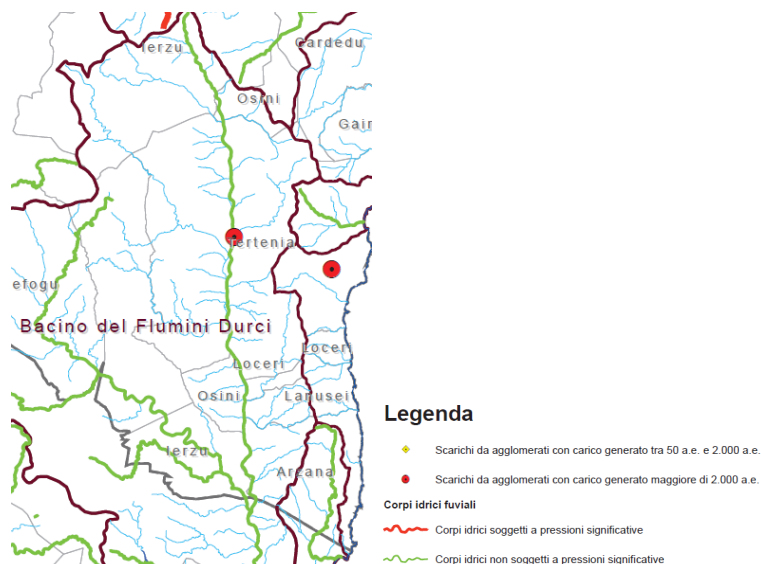 Ierzu
Cardedu
Osini
Gair
Tertenia
efogu
Bacino del Flumini Durci
Loceri
Loceri
Osini
Lanusei
Ierzu
Arzana
Legenda
Scarichi da agglomerati con carico generato tra 50 a.e. e 2.000 a.e.
Scarichi da agglomerati con carico generato maggiore di 2.000 a.e.
Corpi idrici fuviali
Corpi idrici soggetti a pressioni significative
Corpi idrici non soggetti a pressioni significative